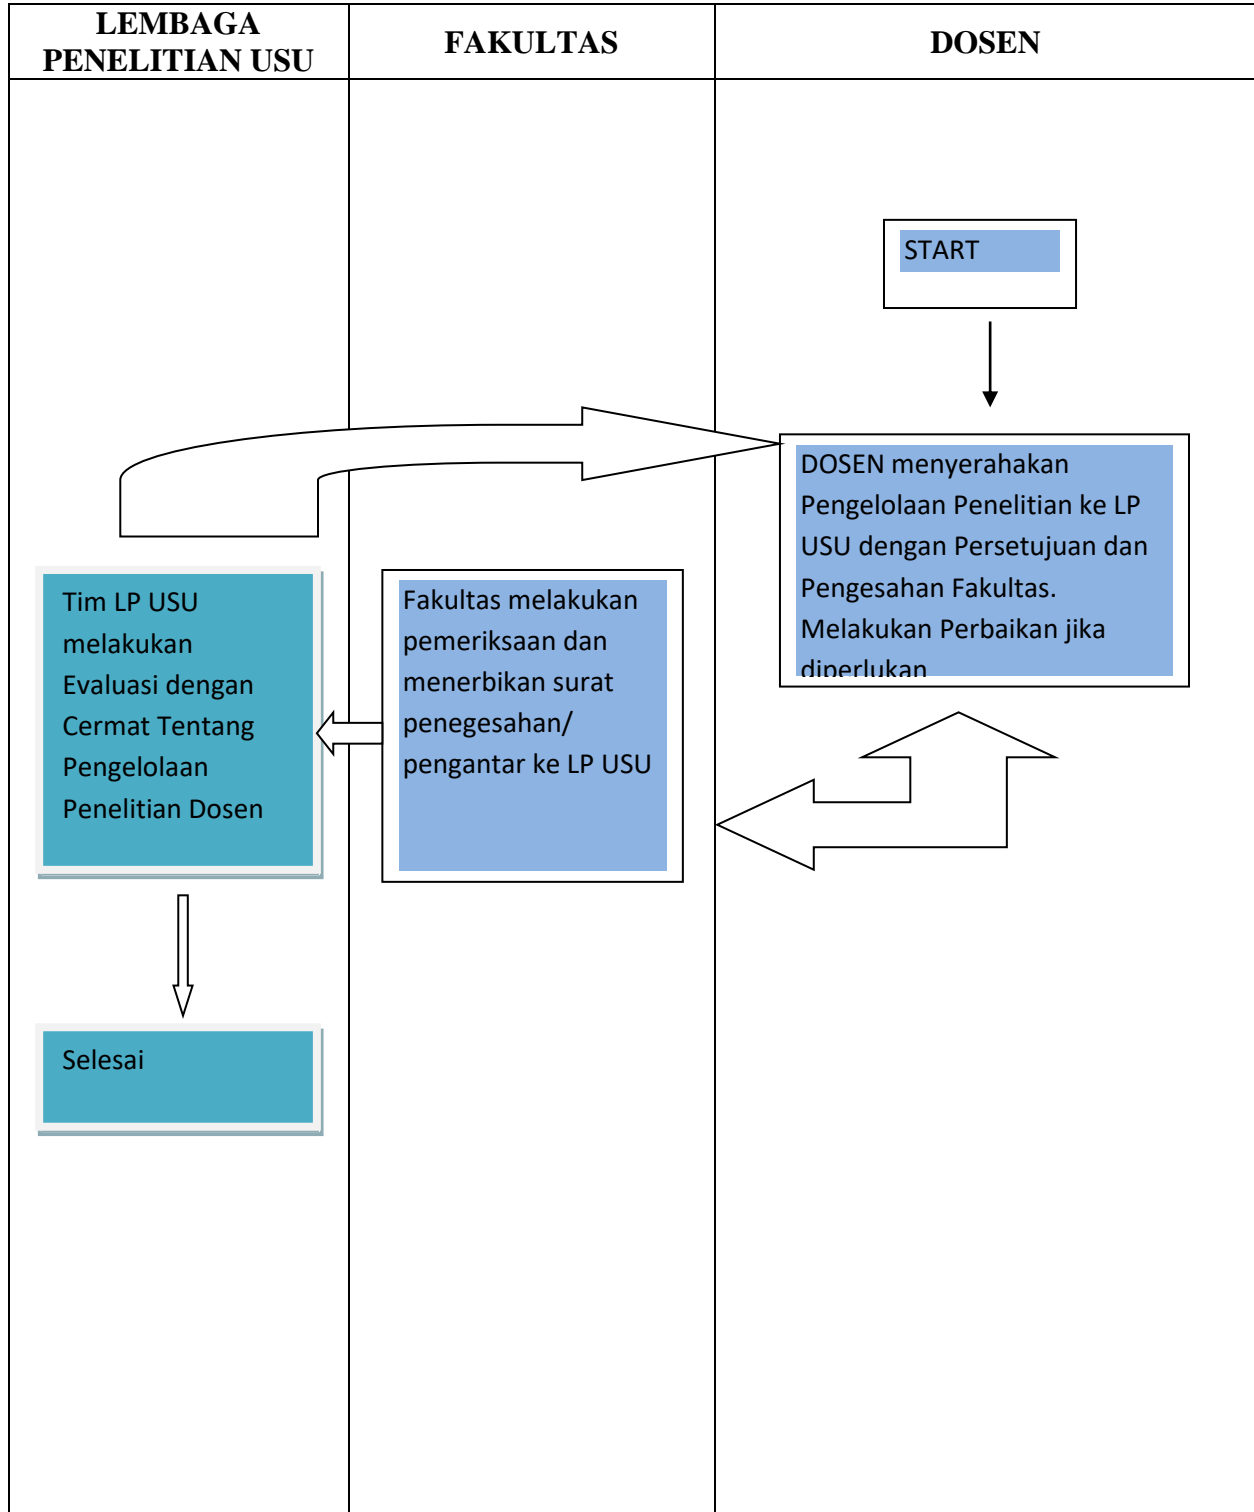 LEMBAGA
PENELITIAN USU
FAKULTAS
DOSEN
START
DOSEN menyerahakan
Pengelolaan Penelitian ke LP
USU dengan Persetujuan dan
Pengesahan Fakultas.
Melakukan Perbaikan jika
diperlukan
Tim LP USU
melakukan
Evaluasi dengan
Cermat Tentang
Pengelolaan
Penelitian Dosen
Fakultas melakukan
pemeriksaan dan
menerbikan surat
penegesahan/
pengantar ke LP USU
Selesai